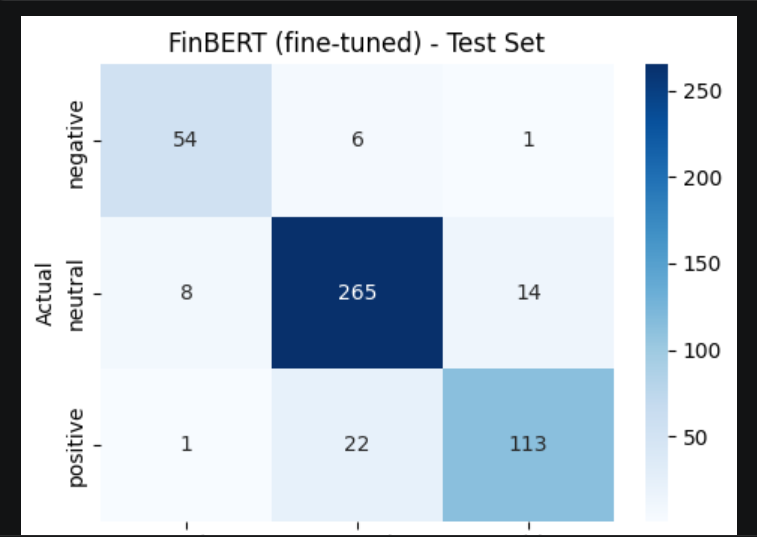 FinBERT (fine-tuned) - Test Set
negative
54 6 1
Actual
neutral
8 265 14
positive
1 22 113
250
200
150
100
50